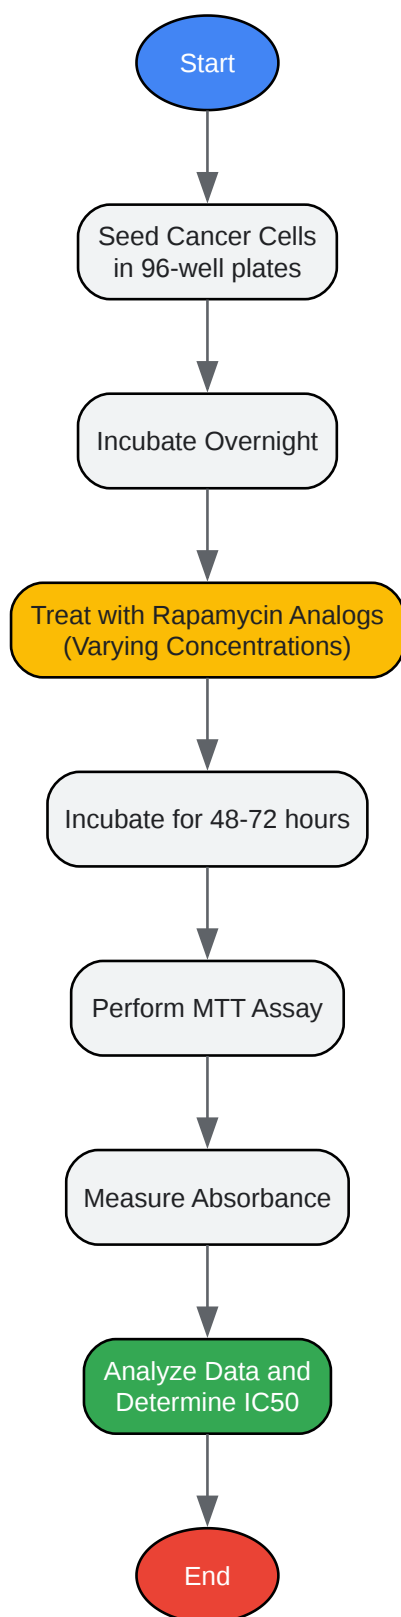 Start
Seed Cancer Cells
in 96-well plates
Incubate Overnight
Treat with Rapamycin Analogs
(Varying Concentrations)
Incubate for 48-72 hours
Perform MTT Assay
Measure Absorbance
Analyze Data and
Determine IC50
End